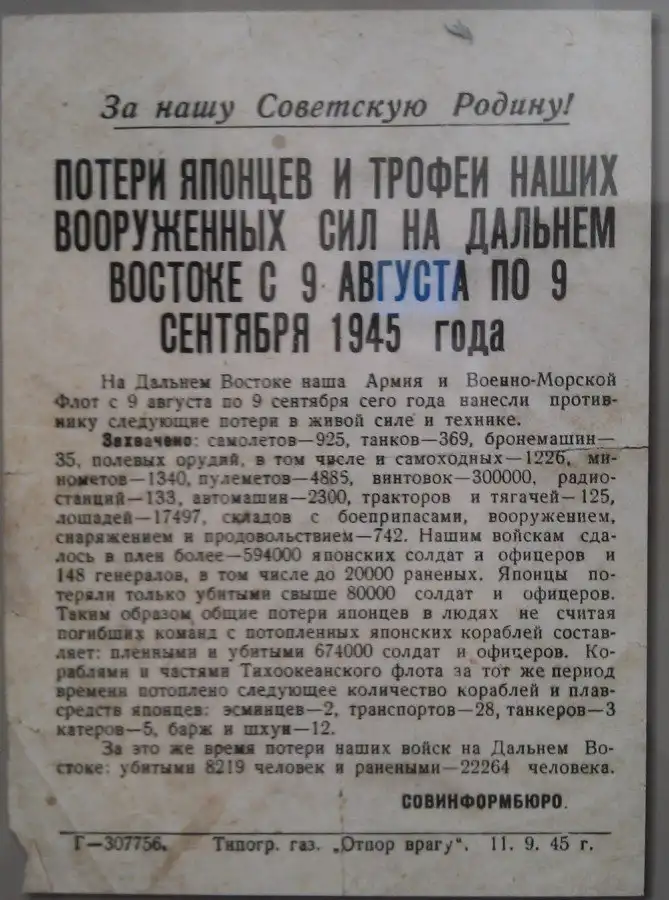 За нашу Советскую Родину!
ПОТЕРИ ЯПОНЦЕВ И ТРОФЕИ НАШИХ
ВООРУЖЕННЫХ СИЛ НА ДАЛЬНЕМ
ВОСТОКЕ С 9 АВГУСТА ПО 9
СЕНТЯБРЯ 1945 года
На Дальнем Востоке наша Армия и Военно-Морской
Флот с 9 августа по 9 сентября сего года нанесли против-
нику следующие потери в живой силе и технике.
Захвачено: самолетов—925, танков—369, бронемашин—
35, полевых орудий, в том числе и самоходных—1226, ми-
нометов—1340, пулеметов—4885, винтовок—300000, радио-
станций—133, автомашин—2300, тракторов и тягачей—125,
лошадей—17497, складов с боеприпасами, вооружением,
снаряжением и продовольствием—742. Нашим войскам сда-
лось в плен более—594000 японских солдат и офицеров и
148 генералов, в том числе до 20000 раненых. Японцы по-
теряли только убитыми свыше 80000 солдат и офицеров.
Таким образом общие потери японцев в людях не считая
погибших команд с потопленных японских кораблей состав-
ляет: пленными и убитыми 674000 солдат и офицеров. Ко-
раблями и частями Тихоокеанского флота за тот же период
времени потоплено следующее количество кораблей и плав-
средств японцев: эсминцев—2, транспортов—28, танкеров—3
катеров—5, барж и шхун—12.
За это же время потери наших войск на Дальнем Во-
стоке: убитыми 8219 человек и ранеными—22264 человека.
СОВИНФОРМБЮРО.
Г—307756. Типогр. газ. „Отпор врагу“. 11. 9. 45 г.